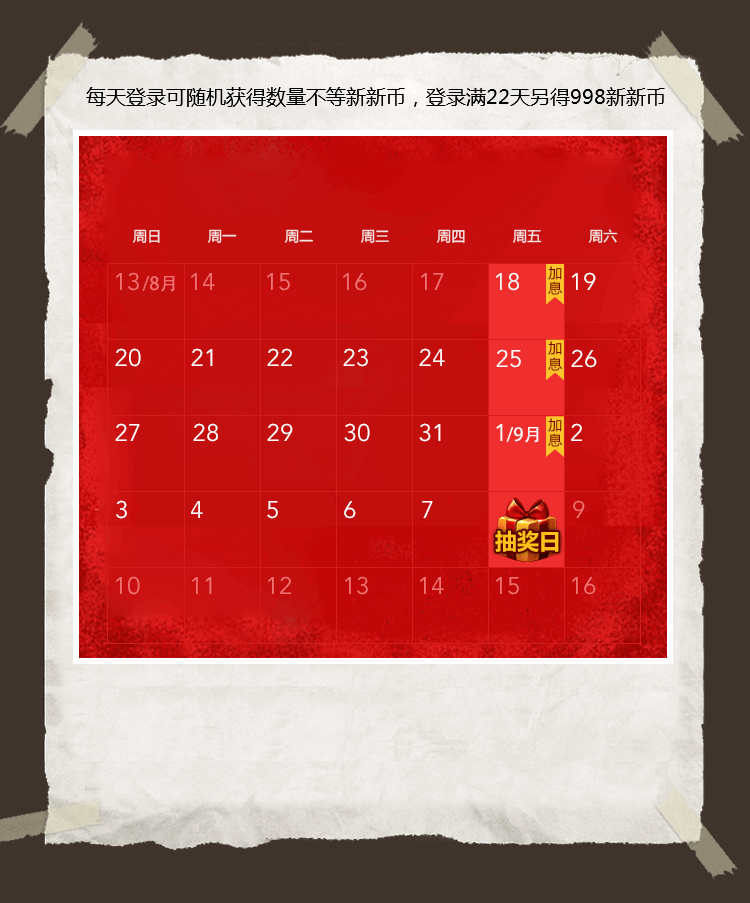 每天登录可随机获得数量不等新新币，登录满22天另得998新新币
周日 周一 周二 周三 周四 周五 周六
13/8月 14 15 16 17 18 加息 19
20 21 22 23 24 25 加息 26
27 28 29 30 31 1/9月 加息 2
3 4 5 6 7 抽奖日 9
10 11 12 13 14 15 16